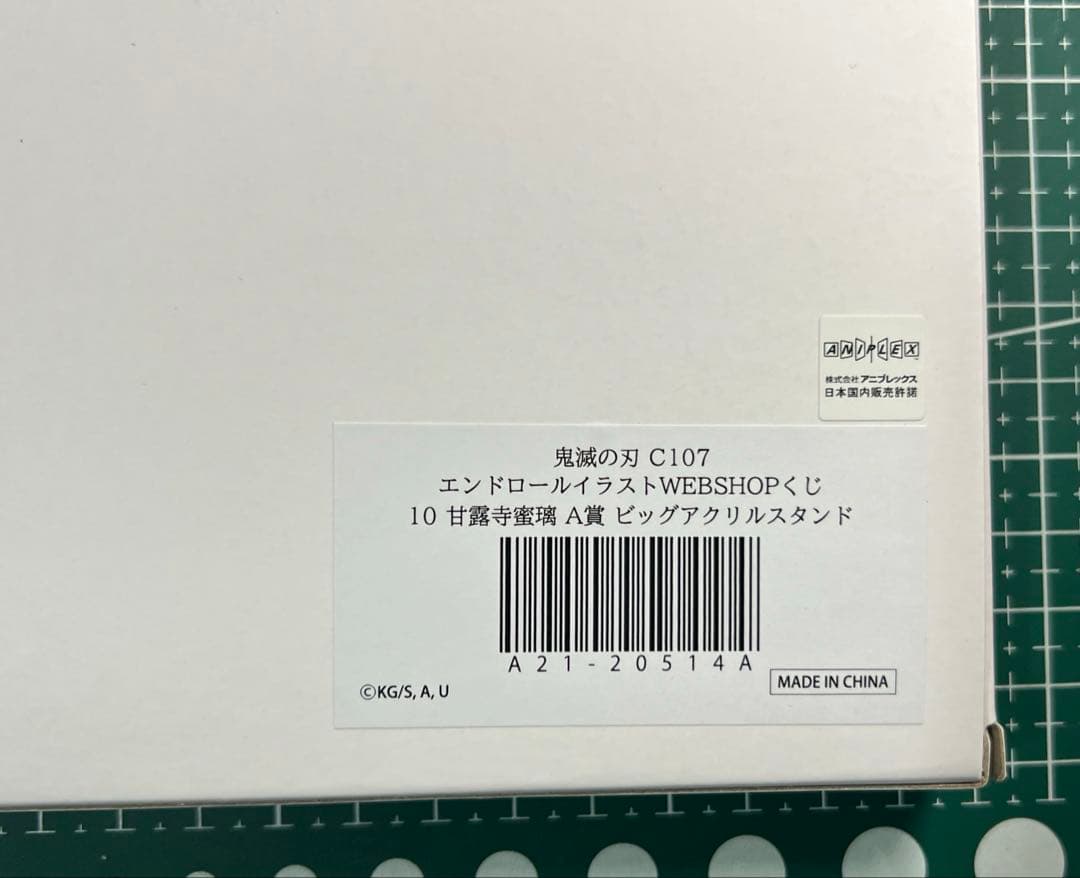 ANIPLEX
株式会社アニプレックス
日本国内販売許諾
鬼滅の刃 C107
エンドロールイラストWEBSHOPくじ
10 甘露寺蜜璃 A賞 ビッグアクリルスタンド
A21-20514A
©KG/S, A, U
MADE IN CHINA